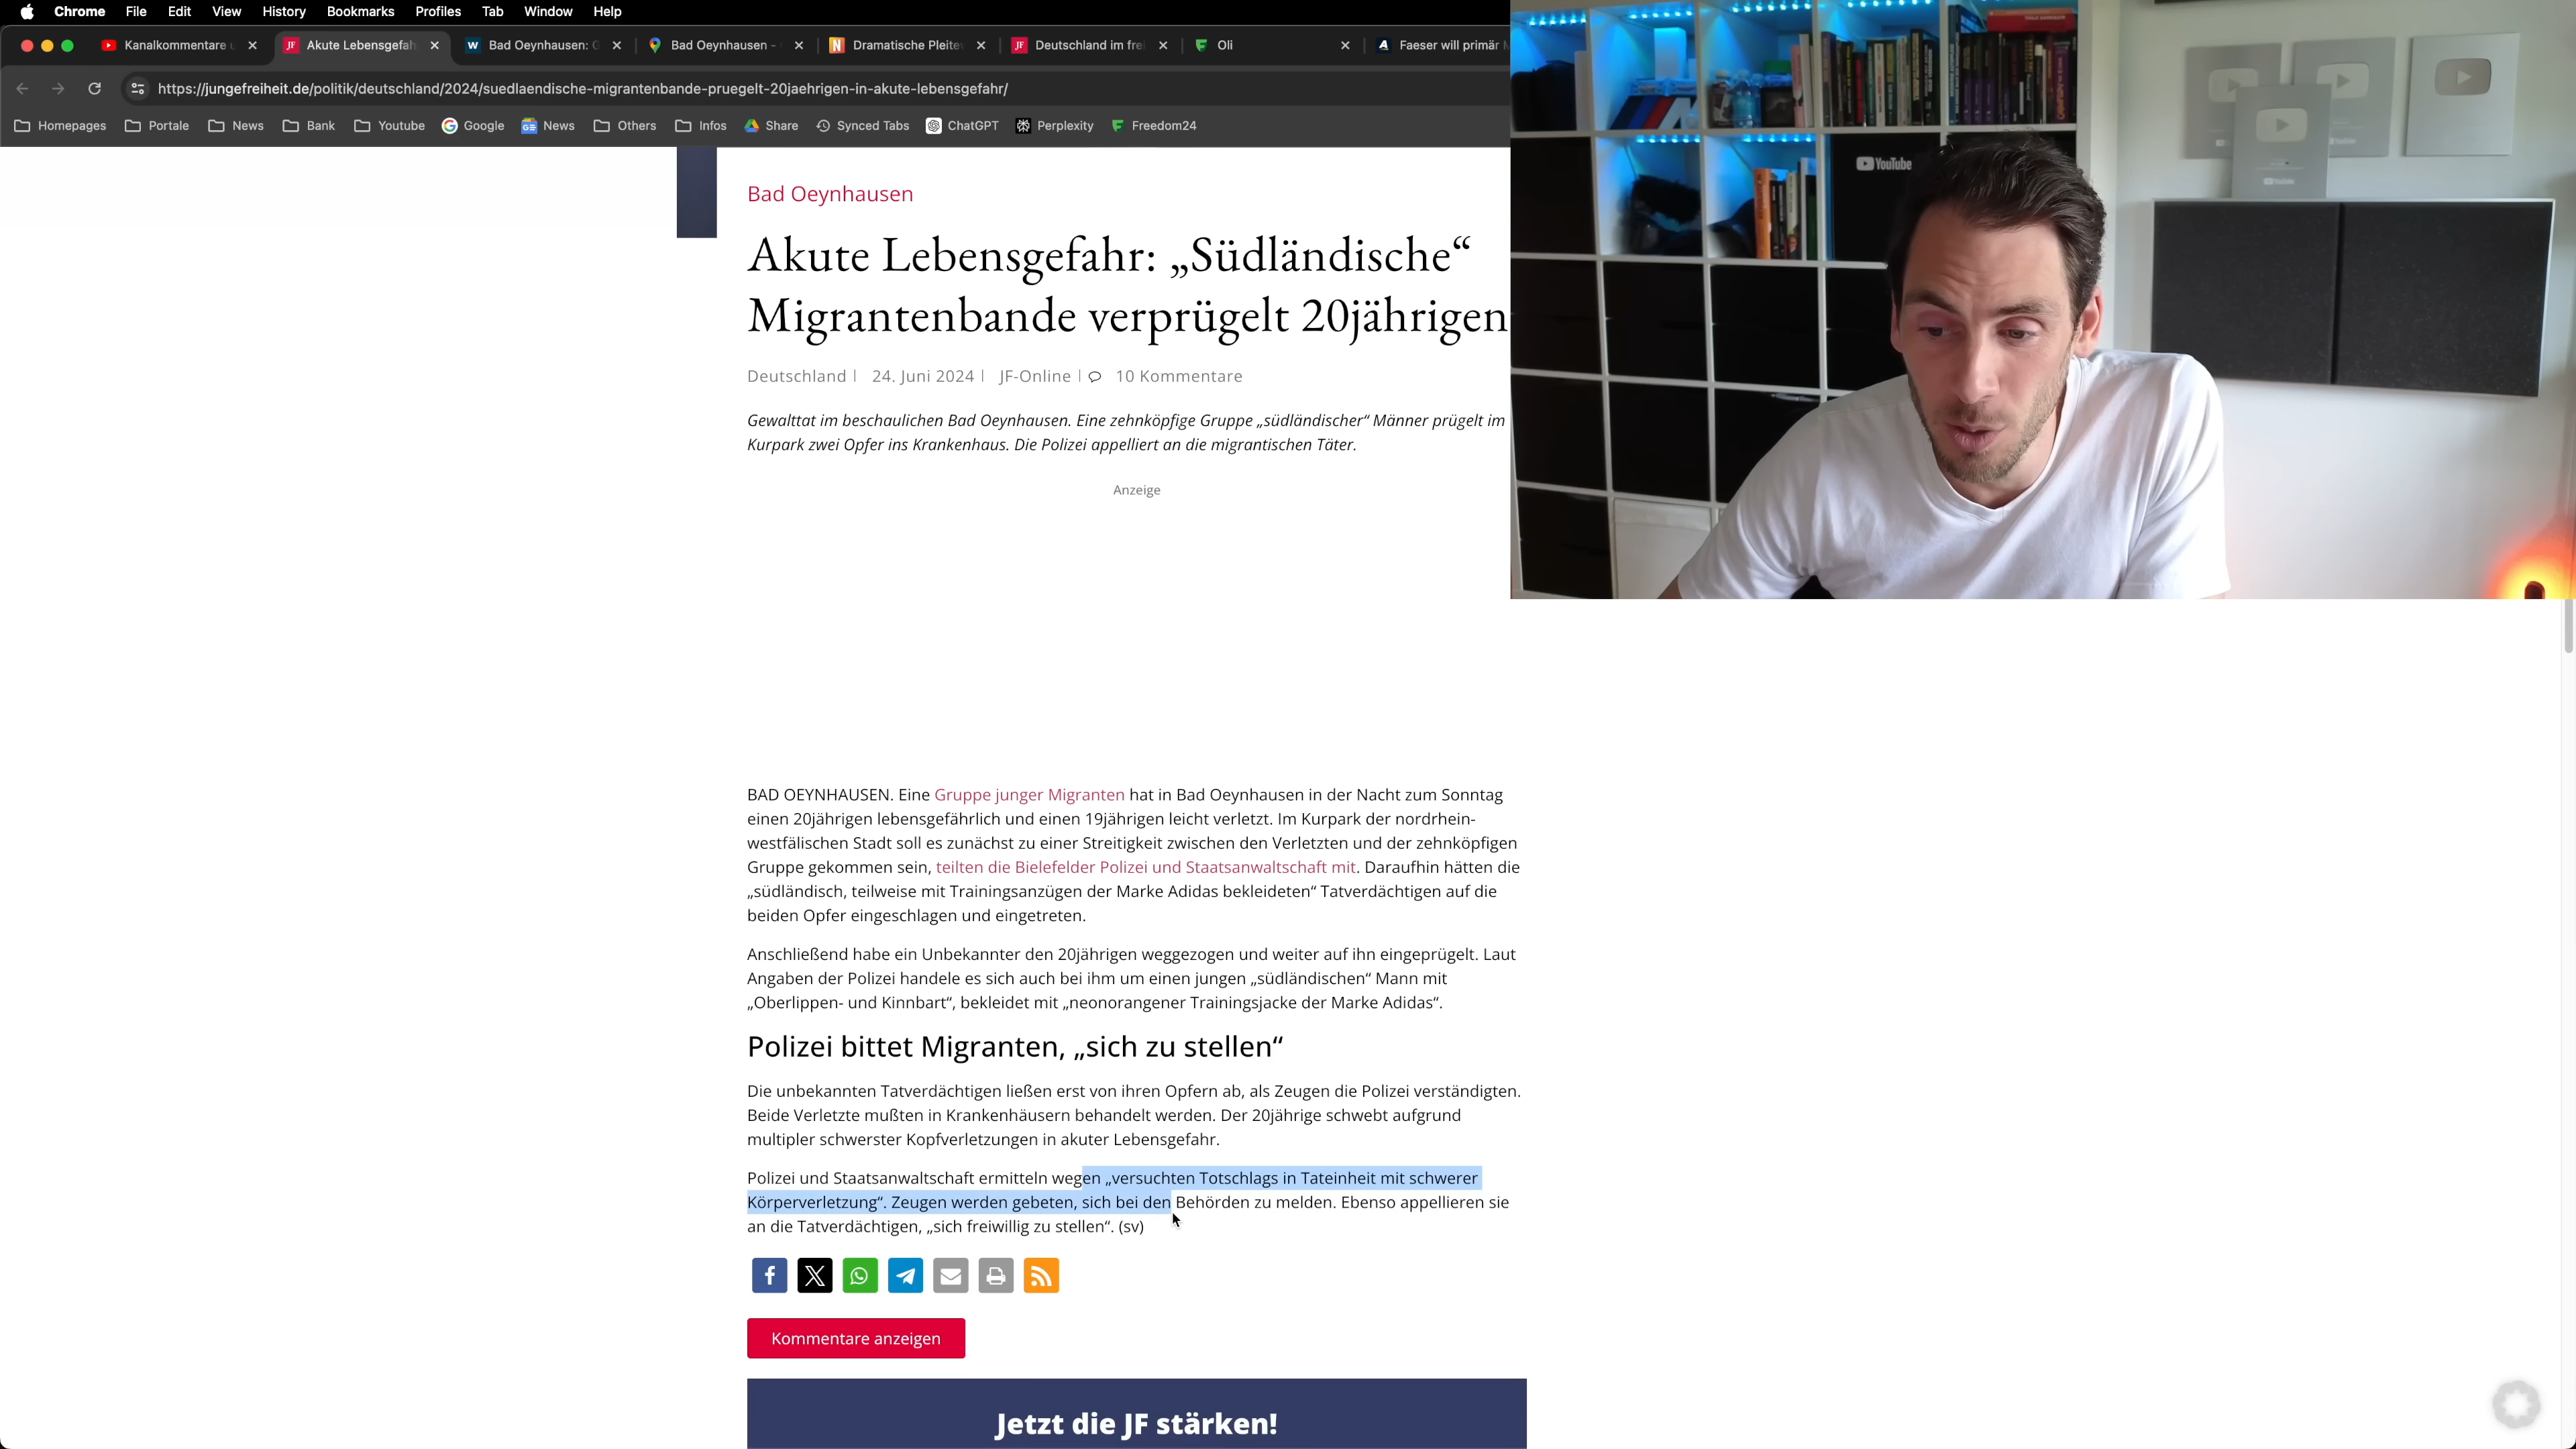 Chrome File Edit View History Bookmarks Profiles Tab Window Help
Kanalkommentare
Akute Lebensgefah
Bad Oeynhausen:
Bad Oeynhausen -
Dramatische Pleite
Deutschland im frei
Oli
Faeser will primär
https://jungefreiheit.de/politik/deutschland/2024/suedlaendische-migrantenbande-pruegelt-20jaehrigen-in-akute-lebensgefahr/
Homepages Portale News Bank Youtube Google News Others Infos Share Synced Tabs ChatGPT Perplexity Freedom24
YouTube
Bad Oeynhausen
Akute Lebensgefahr: „Südländische“
Migrantenbande verprügelt 20jährigen
Deutschland | 24. Juni 2024 | JF-Online | 10 Kommentare
Gewalttat im beschaulichen Bad Oeynhausen. Eine zehnköpfige Gruppe „südländischer“ Männer prügelt im
Kurpark zwei Opfer ins Krankenhaus. Die Polizei appelliert an die migrantischen Täter.
Anzeige
BAD OEYNHAUSEN. Eine Gruppe junger Migranten hat in Bad Oeynhausen in der Nacht zum Sonntag
einen 20jährigen lebensgefährlich und einen 19jährigen leicht verletzt. Im Kurpark der nordrhein-
westfälischen Stadt soll es zunächst zu einer Streitigkeit zwischen den Verletzten und der zehnköpfigen
Gruppe gekommen sein, teilten die Bielefelder Polizei und Staatsanwaltschaft mit. Daraufhin hätten die
„südländisch, teilweise mit Trainingsanzügen der Marke Adidas bekleideten“ Tatverdächtigen auf die
beiden Opfer eingeschlagen und eingetreten.
Anschließend habe ein Unbekannter den 20jährigen weggezogen und weiter auf ihn eingeprügelt. Laut
Angaben der Polizei handele es sich auch bei ihm um einen jungen „südländischen“ Mann mit
„Oberlippen- und Kinnbart“, bekleidet mit „neonorangener Trainingsjacke der Marke Adidas“.
Polizei bittet Migranten, „sich zu stellen“
Die unbekannten Tatverdächtigen ließen erst von ihren Opfern ab, als Zeugen die Polizei verständigten.
Beide Verletzte mußten in Krankenhäusern behandelt werden. Der 20jährige schwebt aufgrund
multipler schwerster Kopfverletzungen in akuter Lebensgefahr.
Polizei und Staatsanwaltschaft ermitteln wegen „versuchten Totschlags in Tateinheit mit schwerer
Körperverletzung“. Zeugen werden gebeten, sich bei den Behörden zu melden. Ebenso appellieren sie
an die Tatverdächtigen, „sich freiwillig zu stellen“. (sv)
Kommentare anzeigen
Jetzt die JF stärken!